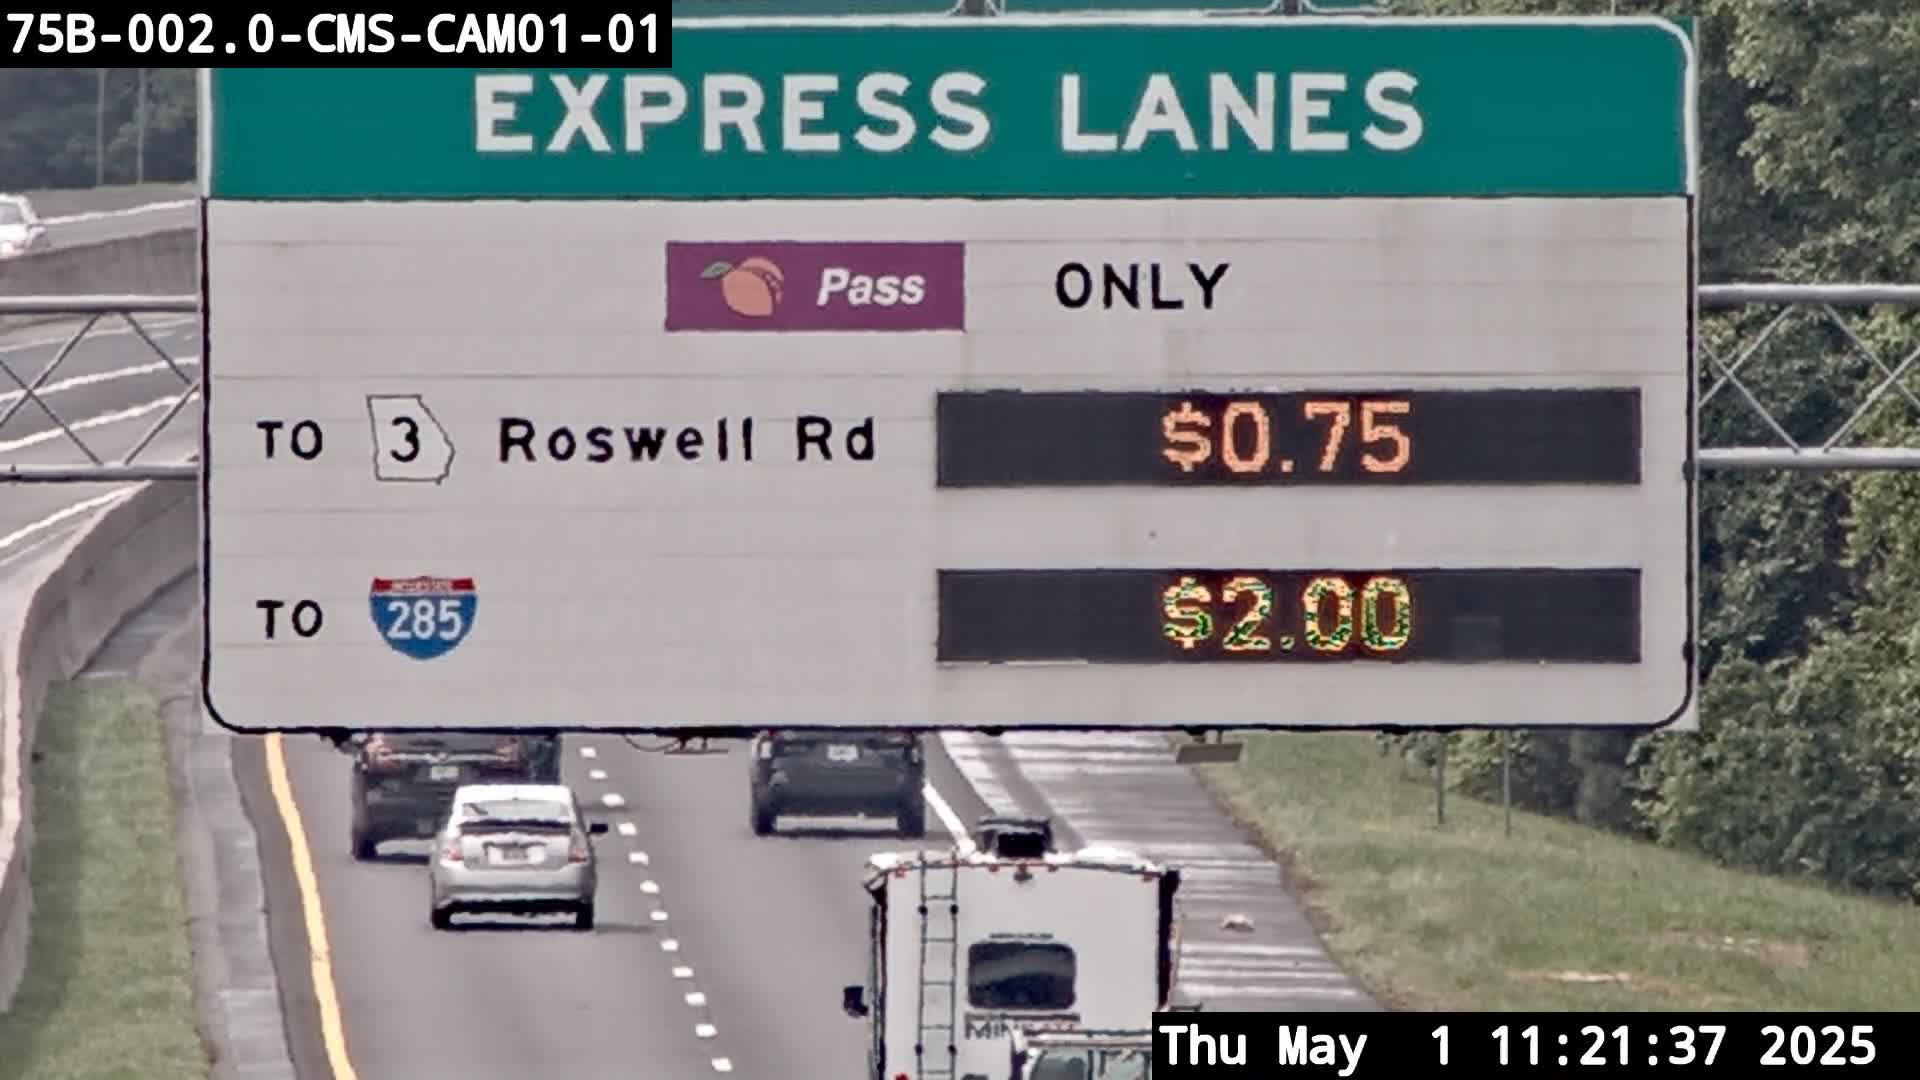 75B-002.0-CMS-CAM01-01
EXPRESS LANES
Pass ONLY
TO 3 Roswell Rd $0.75
INTERSTATE
TO 285 $2.00
Thu May 1 11:21:37 2025